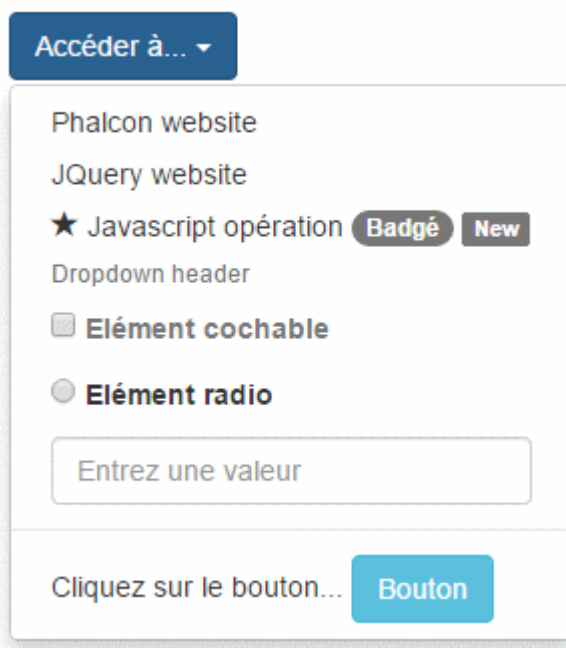 Accéder à...
Phalcon website
JQuery website
★ Javascript opération Badgé New
Dropdown header
Elément cochable
Elément radio
Entrez une valeur
Cliquez sur le bouton... Bouton